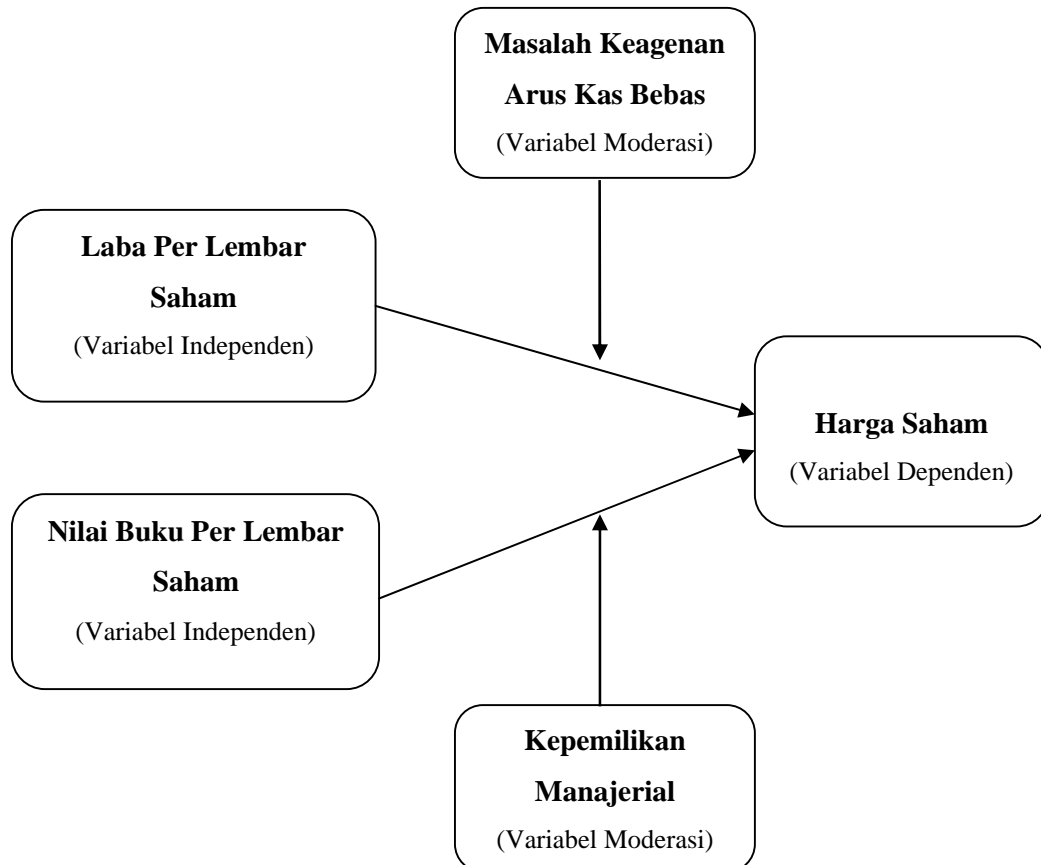 Masalah Keagenan
Arus Kas Bebas
(Variabel Moderasi)
Laba Per Lembar
Saham
(Variabel Independen)
Harga Saham
(Variabel Dependen)
Nilai Buku Per Lembar
Saham
(Variabel Independen)
Kepemilikan
Manajerial
(Variabel Moderasi)